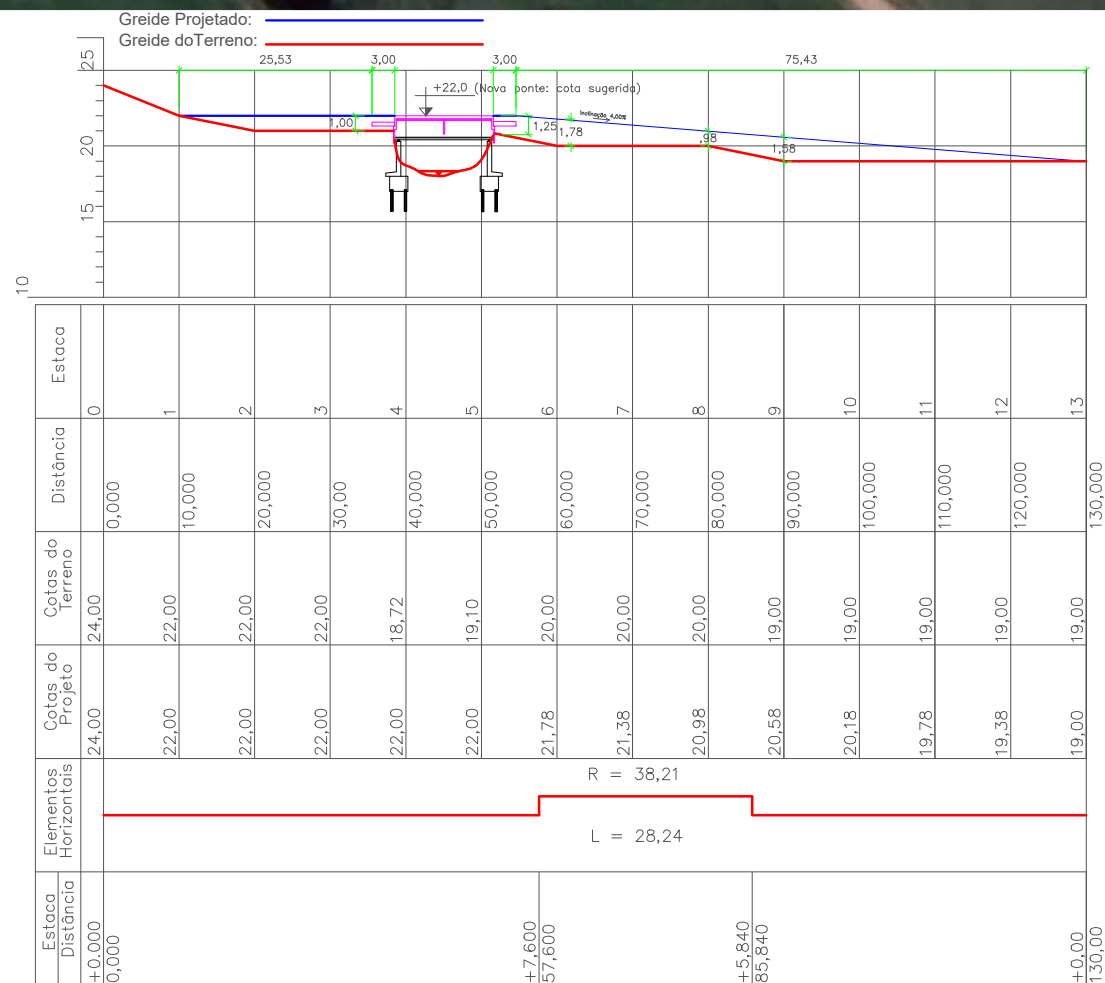 Greide Projetado:
Greide doTerreno:
25,53
3,00
3,00
75,43
+22,0 (Nova ponte: cota sugerida)
1,00
1,25
1,78
Inclinação 4,00%
,98
1,58
25
20
15
10
Estaca
0 1 2 3 4 5 6 7 8 9 10 11 12 13
Distância
0,000 10,000 20,000 30,00 40,000 50,000 60,000 70,000 80,000 90,000 100,000 110,000 120,000 130,000
Cotas do
Terreno
24,00 22,00 22,00 22,00 18,72 19,10 20,00 20,00 20,00 19,00 19,00 19,00 19,00 19,00
Cotas do
Projeto
24,00 22,00 22,00 22,00 22,00 22,00 21,78 21,38 20,98 20,58 20,18 19,78 19,38 19,00
Elementos
Horizontais
R = 38,21
L = 28,24
Estaca
Distância
+0.000 +7,600 +5,840 +0,00
0,000 57,600 85,840 130,00